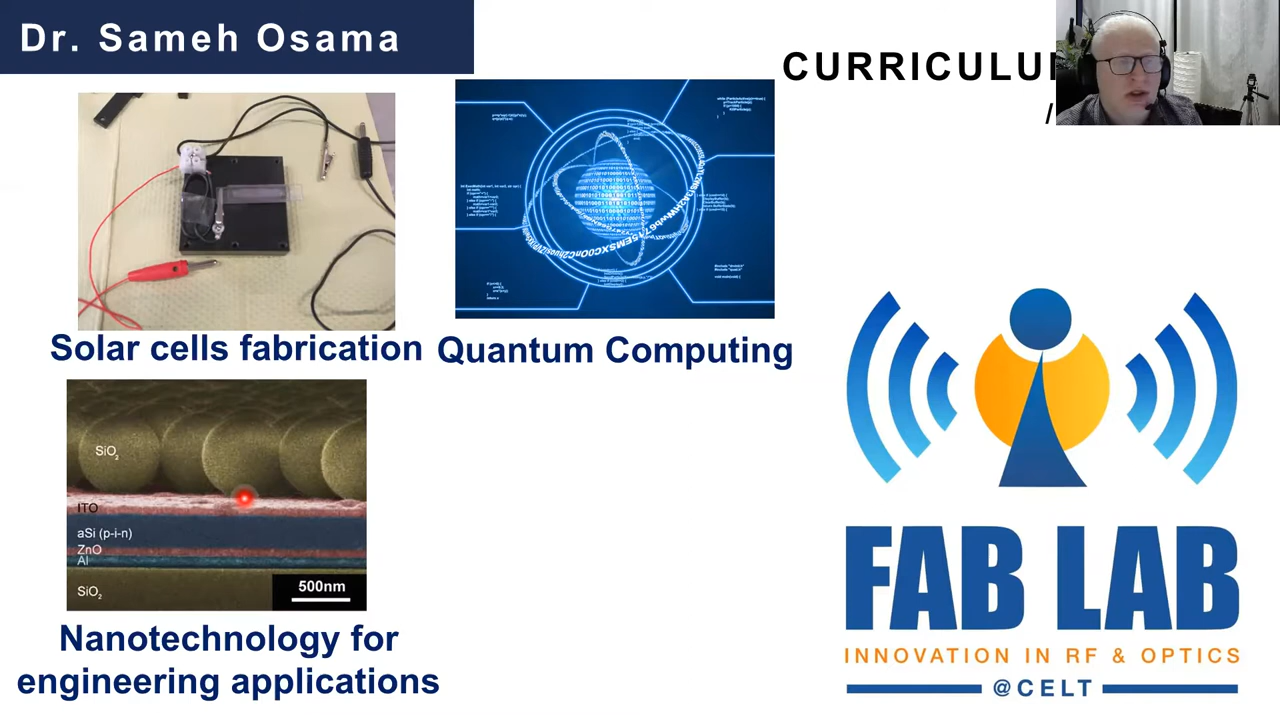 Dr. Sameh Osama
CURRICULU
/
Solar cells fabrication
Quantum Computing
SiO2
ITO
aSi (p-i-n)
ZnO
Al
SiO2
500nm
Nanotechnology for
engineering applications
FAB LAB
INNOVATION IN RF & OPTICS
@CELT